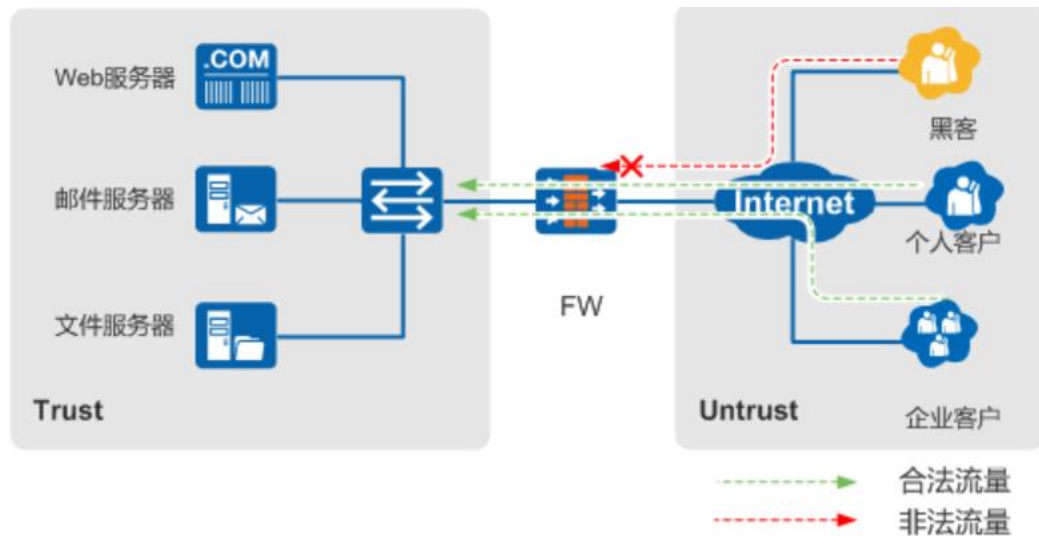 Web服务器
.COM
黑客
邮件服务器
Internet
个人客户
FW
文件服务器
Trust
Untrust
企业客户
合法流量
非法流量